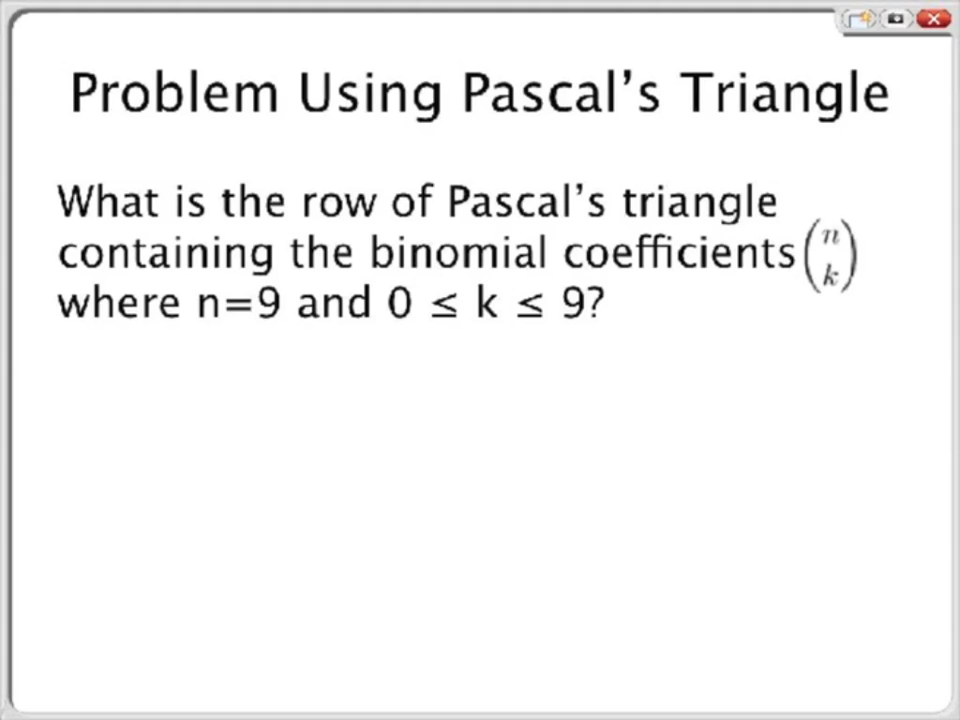 Problem Using Pascal's Triangle
What is the row of Pascal's triangle
containing the binomial coefficients (n k)
where n=9 and 0 ≤ k ≤ 9?